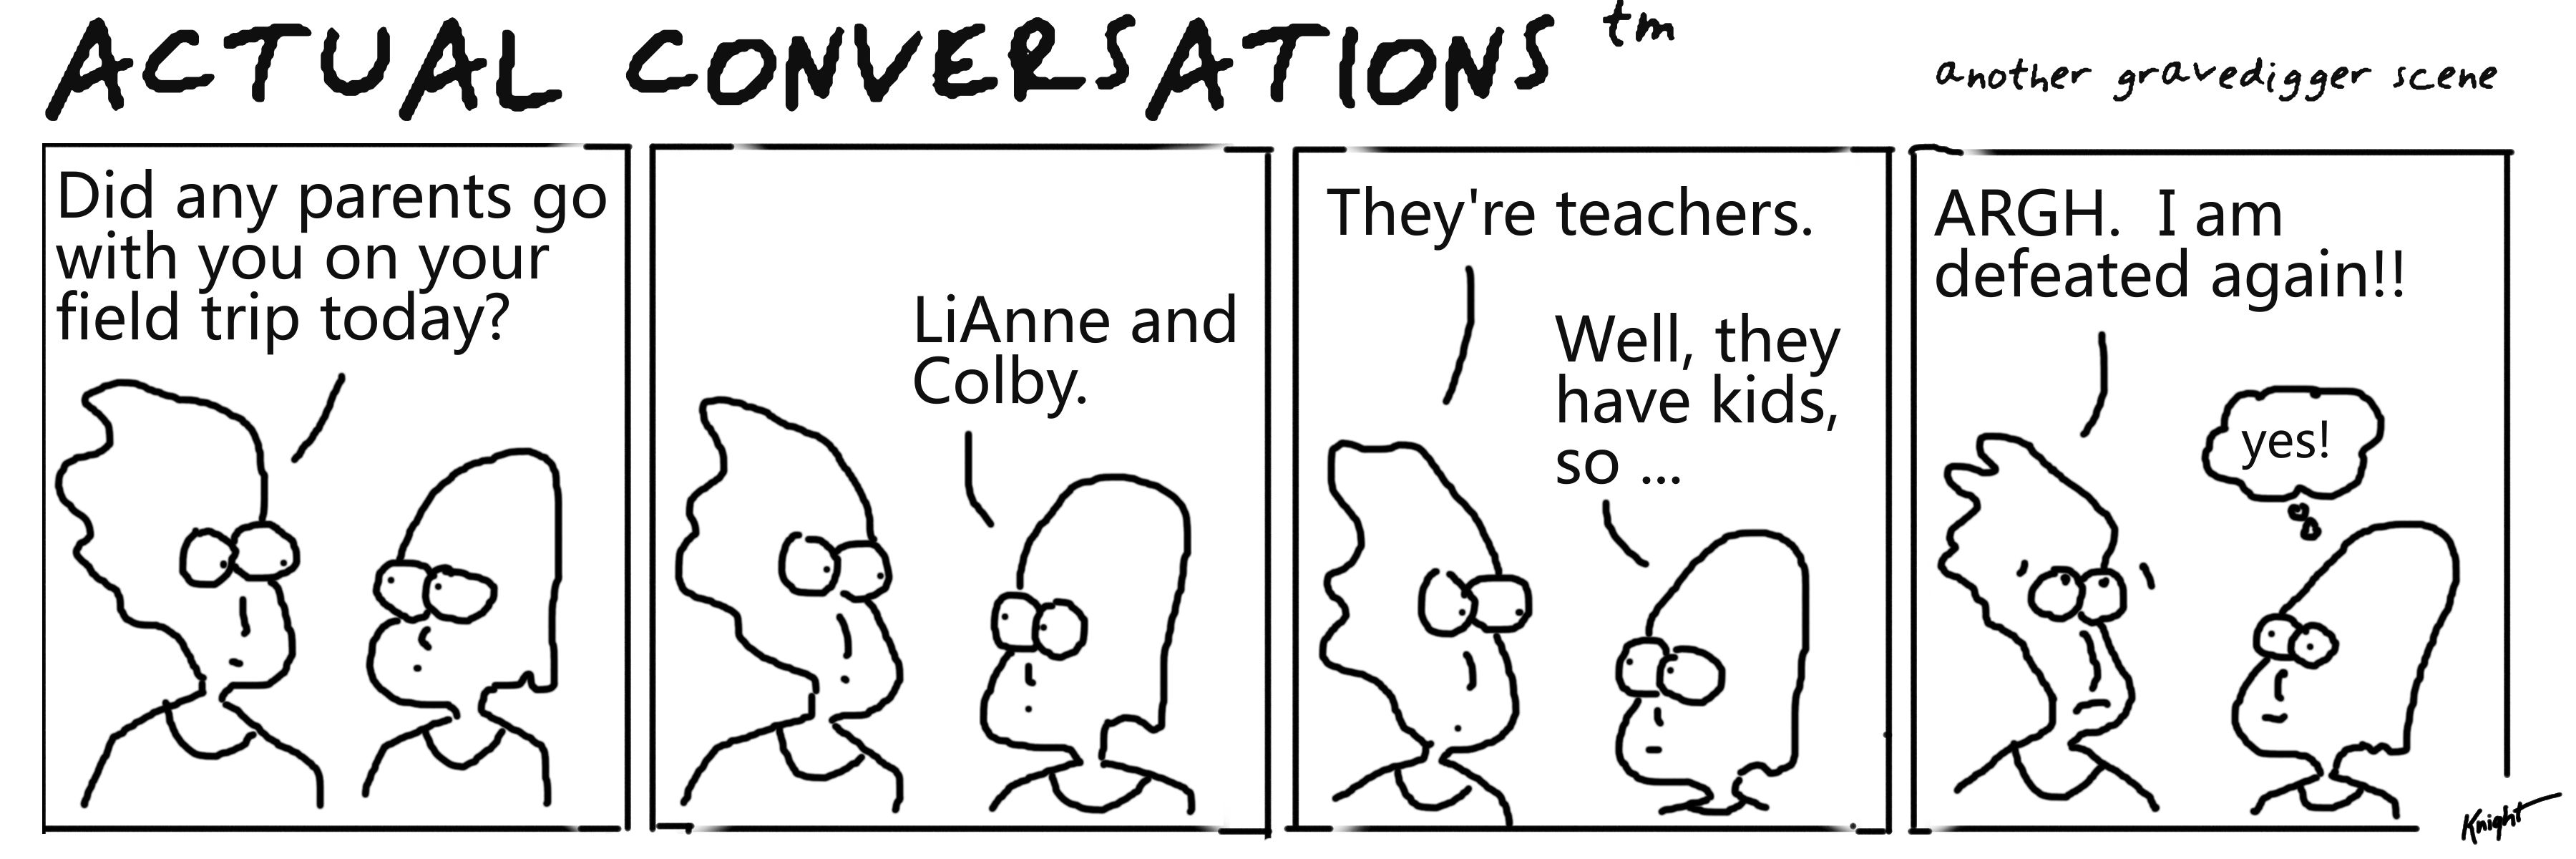 ACTUAL CONVERSATIONS tm
another gravedigger scene
Did any parents go
with you on your
field trip today?
LiAnne and
Colby.
They're teachers.
Well, they
have kids,
so ...
ARGH.  I am
defeated again!!
yes!
Knight